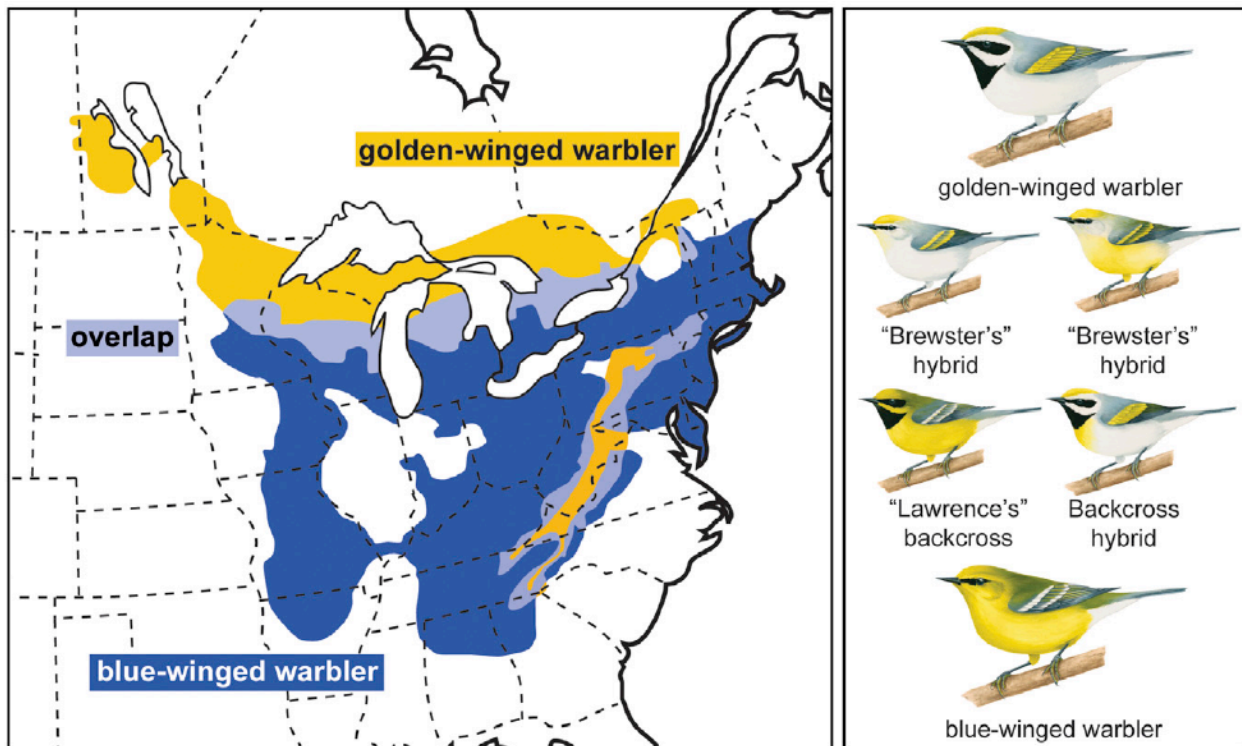 golden-winged warbler
overlap
blue-winged warbler
golden-winged warbler
“Brewster’s”
hybrid
“Brewster’s”
hybrid
“Lawrence’s”
backcross
Backcross
hybrid
blue-winged warbler